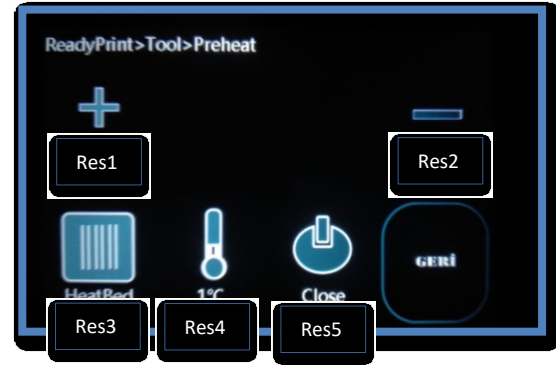 ReadyPrint>Tool>Preheat
Res1
Res2
GERİ
HeatBed
1°C
Close
Res3
Res4
Res5